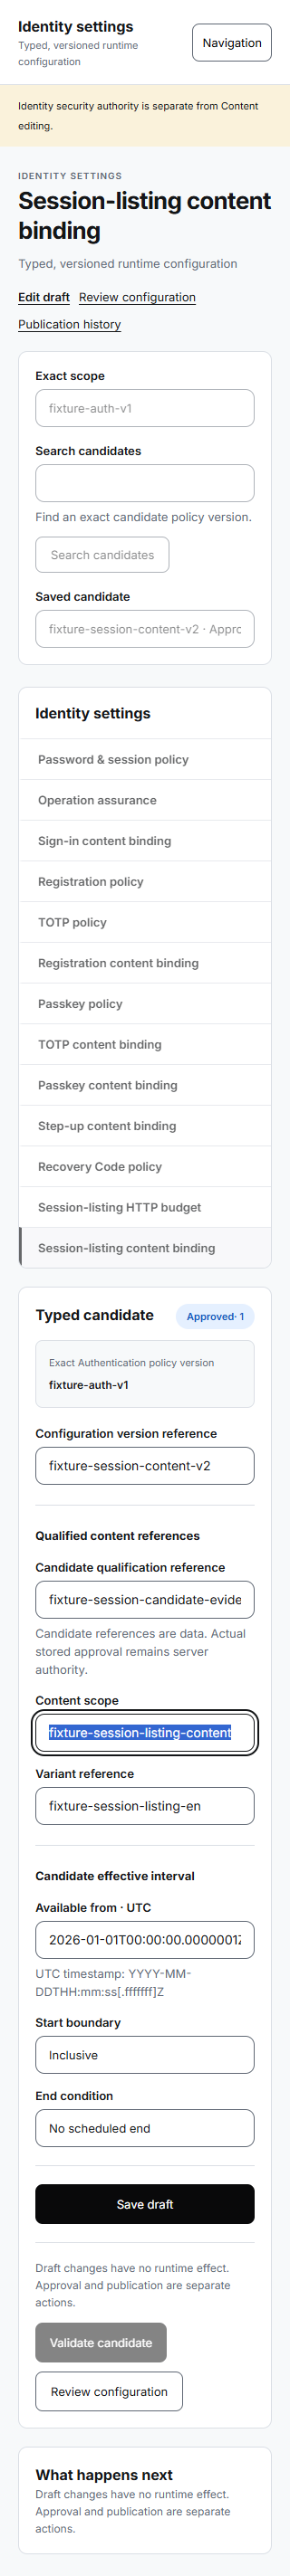 Identity settings
Typed, versioned runtime
configuration
Navigation
Identity security authority is separate from Content
editing.
IDENTITY SETTINGS
Session-listing content
binding
Typed, versioned runtime configuration
Edit draft Review configuration
Publication history
Exact scope
fixture-auth-v1
Search candidates
Find an exact candidate policy version.
Search candidates
Saved candidate
fixture-session-content-v2 · Appro
Identity settings
Password & session policy
Operation assurance
Sign-in content binding
Registration policy
TOTP policy
Registration content binding
Passkey policy
TOTP content binding
Passkey content binding
Step-up content binding
Recovery Code policy
Session-listing HTTP budget
Session-listing content binding
Typed candidate
Approved· 1
Exact Authentication policy version
fixture-auth-v1
Configuration version reference
fixture-session-content-v2
Qualified content references
Candidate qualification reference
fixture-session-candidate-evide
Candidate references are data. Actual
stored approval remains server
authority.
Content scope
fixture-session-listing-content
Variant reference
fixture-session-listing-en
Candidate effective interval
Available from · UTC
2026-01-01T00:00:00.0000001Z
UTC timestamp: YYYY-MM-
DDTHH:mm:ss[.fffffff]Z
Start boundary
Inclusive
End condition
No scheduled end
Save draft
Draft changes have no runtime effect.
Approval and publication are separate
actions.
Validate candidate
Review configuration
What happens next
Draft changes have no runtime effect.
Approval and publication are separate
actions.